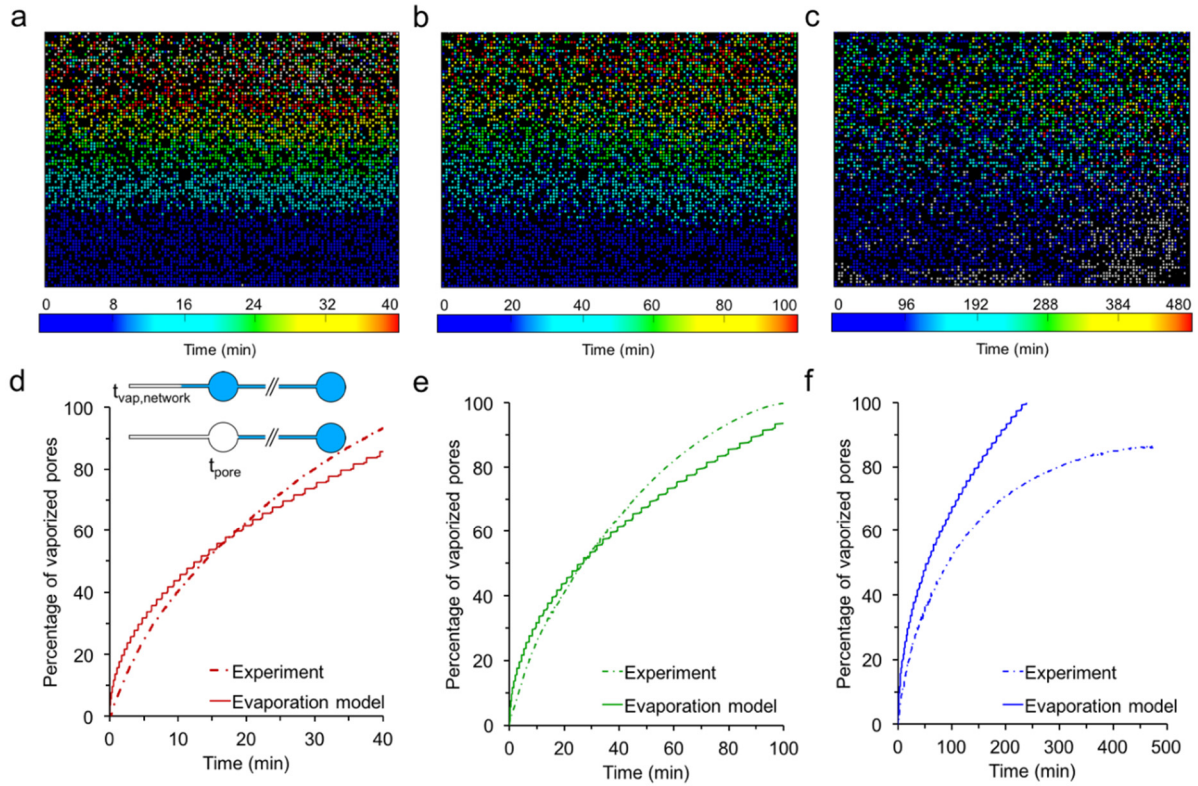 a
b
c
0 8 16 24 32 40
Time (min)
0 20 40 60 80 100
Time (min)
0 96 192 288 384 480
Time (min)
d
t_vap,network
t_pore
100
80
60
40
20
0
Percentage of vaporized pores
Experiment
Evaporation model
0 10 20 30 40
Time (min)
e
100
80
60
40
20
0
Percentage of vaporized pores
Experiment
Evaporation model
0 20 40 60 80 100
Time (min)
f
100
80
60
40
20
0
Percentage of vaporized pores
Experiment
Evaporation model
0 100 200 300 400 500
Time (min)